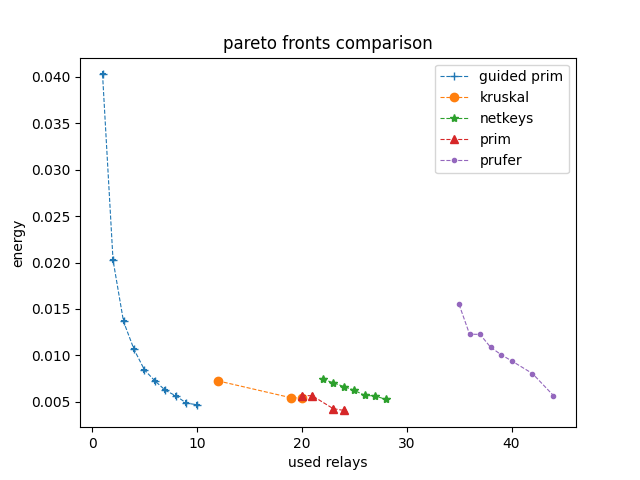 pareto fronts comparison
energy
0.040
0.035
0.030
0.025
0.020
0.015
0.010
0.005
guided prim
kruskal
netkeys
prim
prufer
0 10 20 30 40
used relays